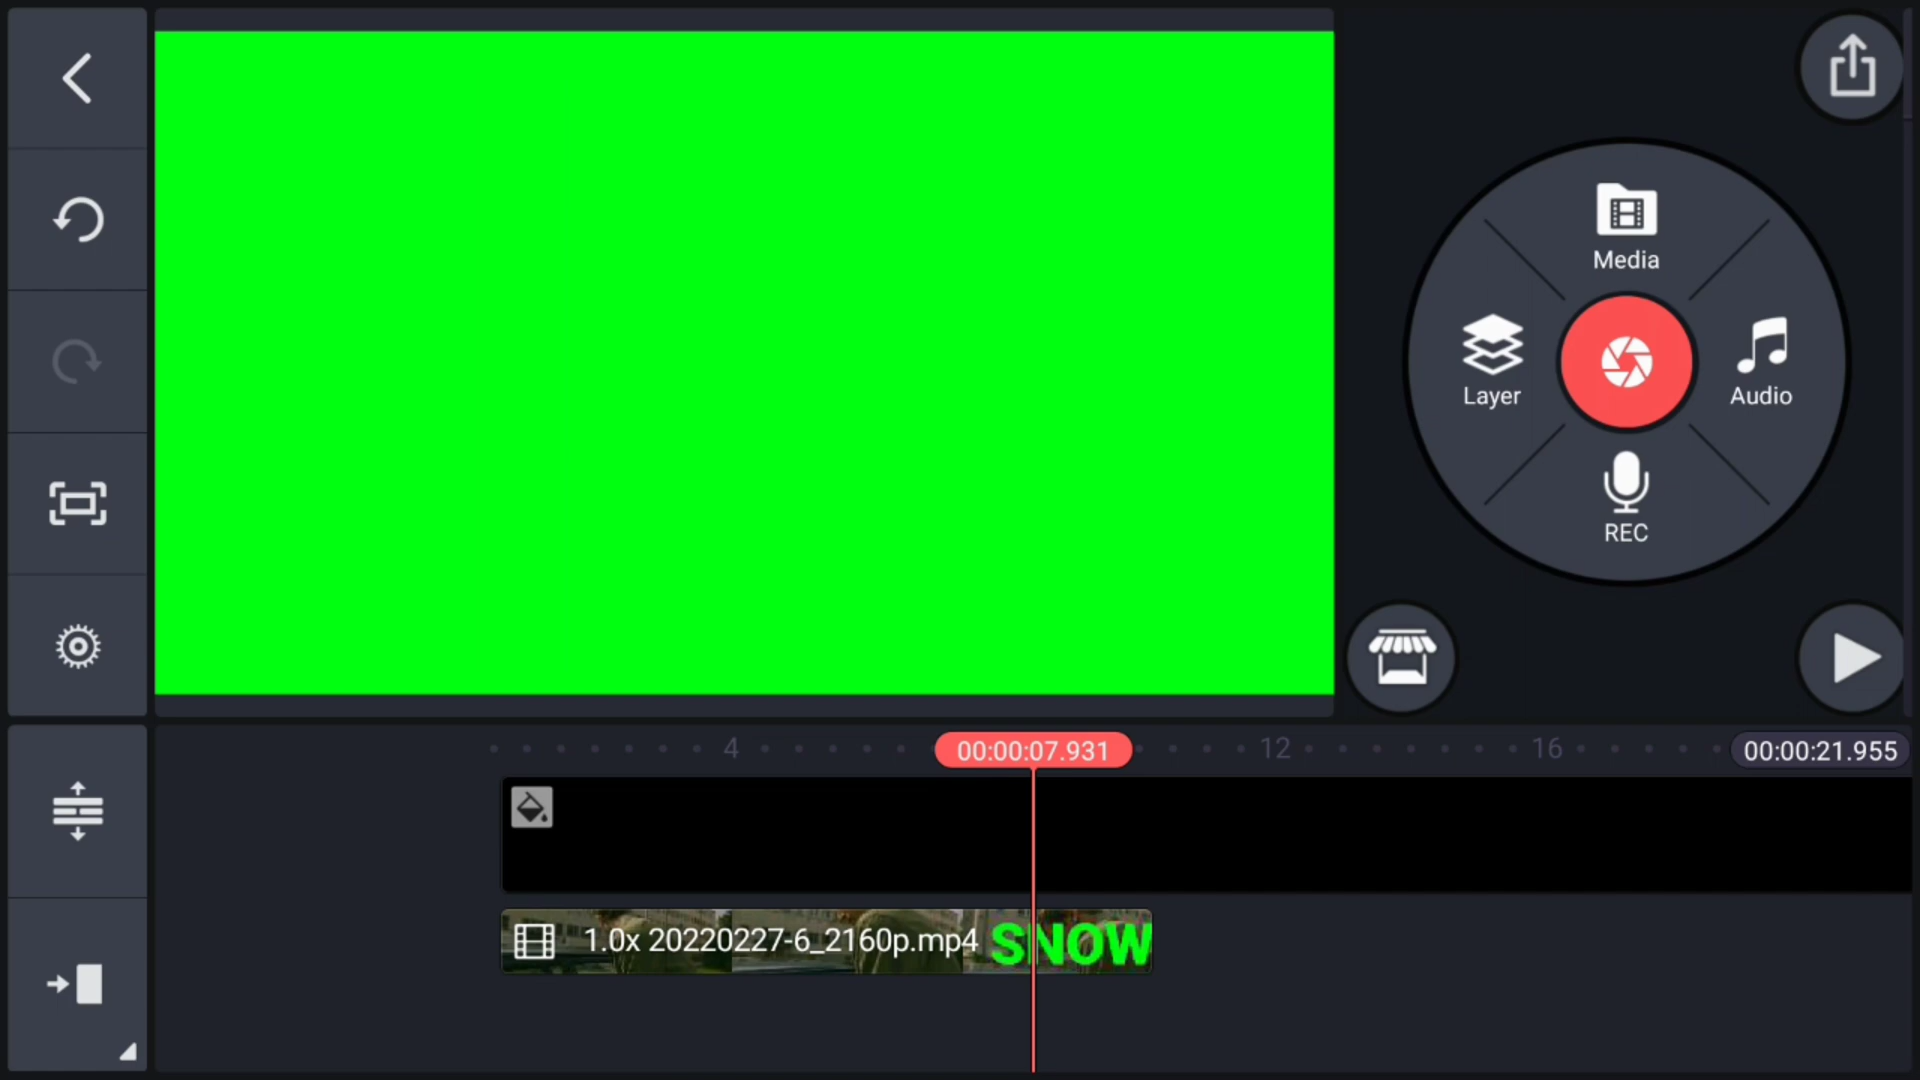 Media
Layer
Audio
REC
4
00:00:07.931
12
16
00:00:21.955
1.0x 20220227-6_2160p.mp4
SNOW